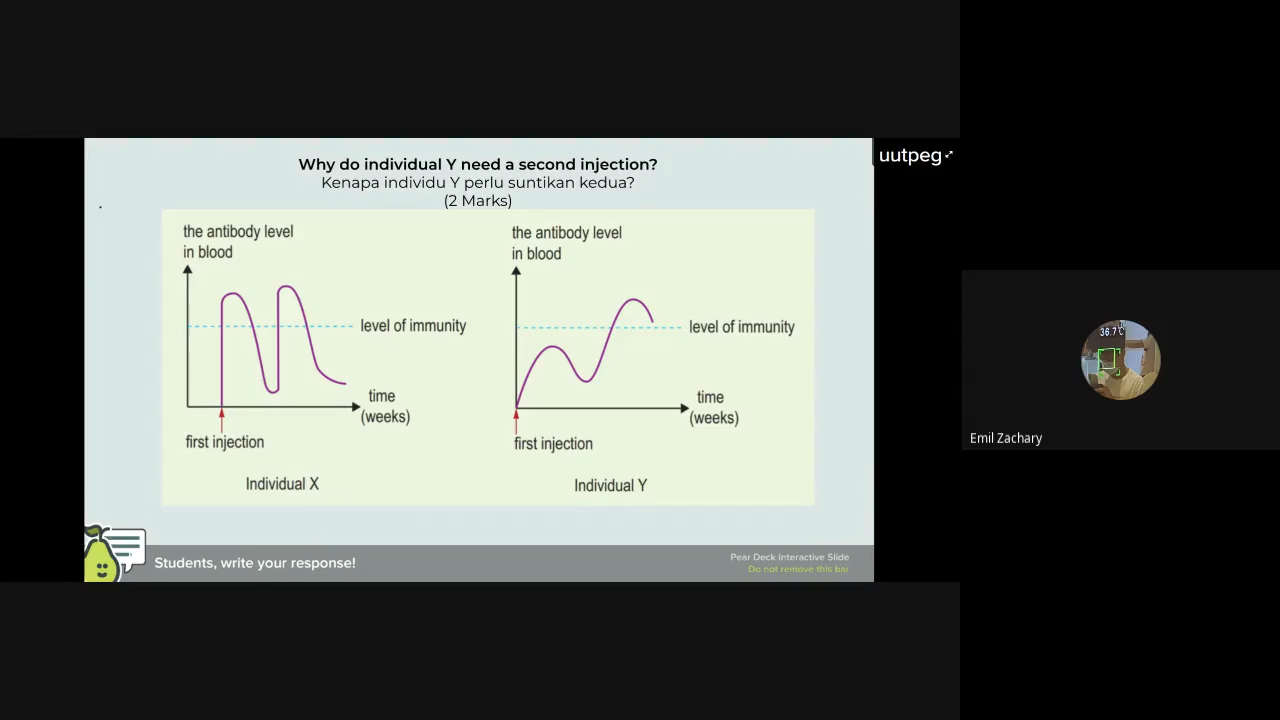 Why do individual Y need a second injection?
Kenapa individu Y perlu suntikan kedua?
(2 Marks)
uutpeg
the antibody level
in blood
level of immunity
time
(weeks)
first injection
Individual X
the antibody level
in blood
level of immunity
time
(weeks)
first injection
Individual Y
36.7°C
Emil Zachary
Students, write your response!
Pear Deck Interactive Slide
Do not remove this bar